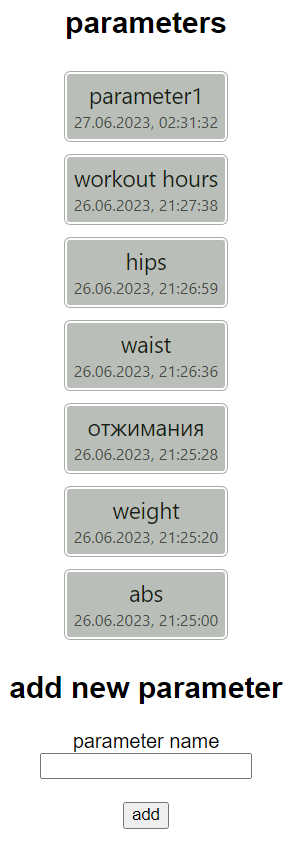 parameters
parameter1
27.06.2023, 02:31:32
workout hours
26.06.2023, 21:27:38
hips
26.06.2023, 21:26:59
waist
26.06.2023, 21:26:36
отжимания
26.06.2023, 21:25:28
weight
26.06.2023, 21:25:20
abs
26.06.2023, 21:25:00
add new parameter
parameter name
add